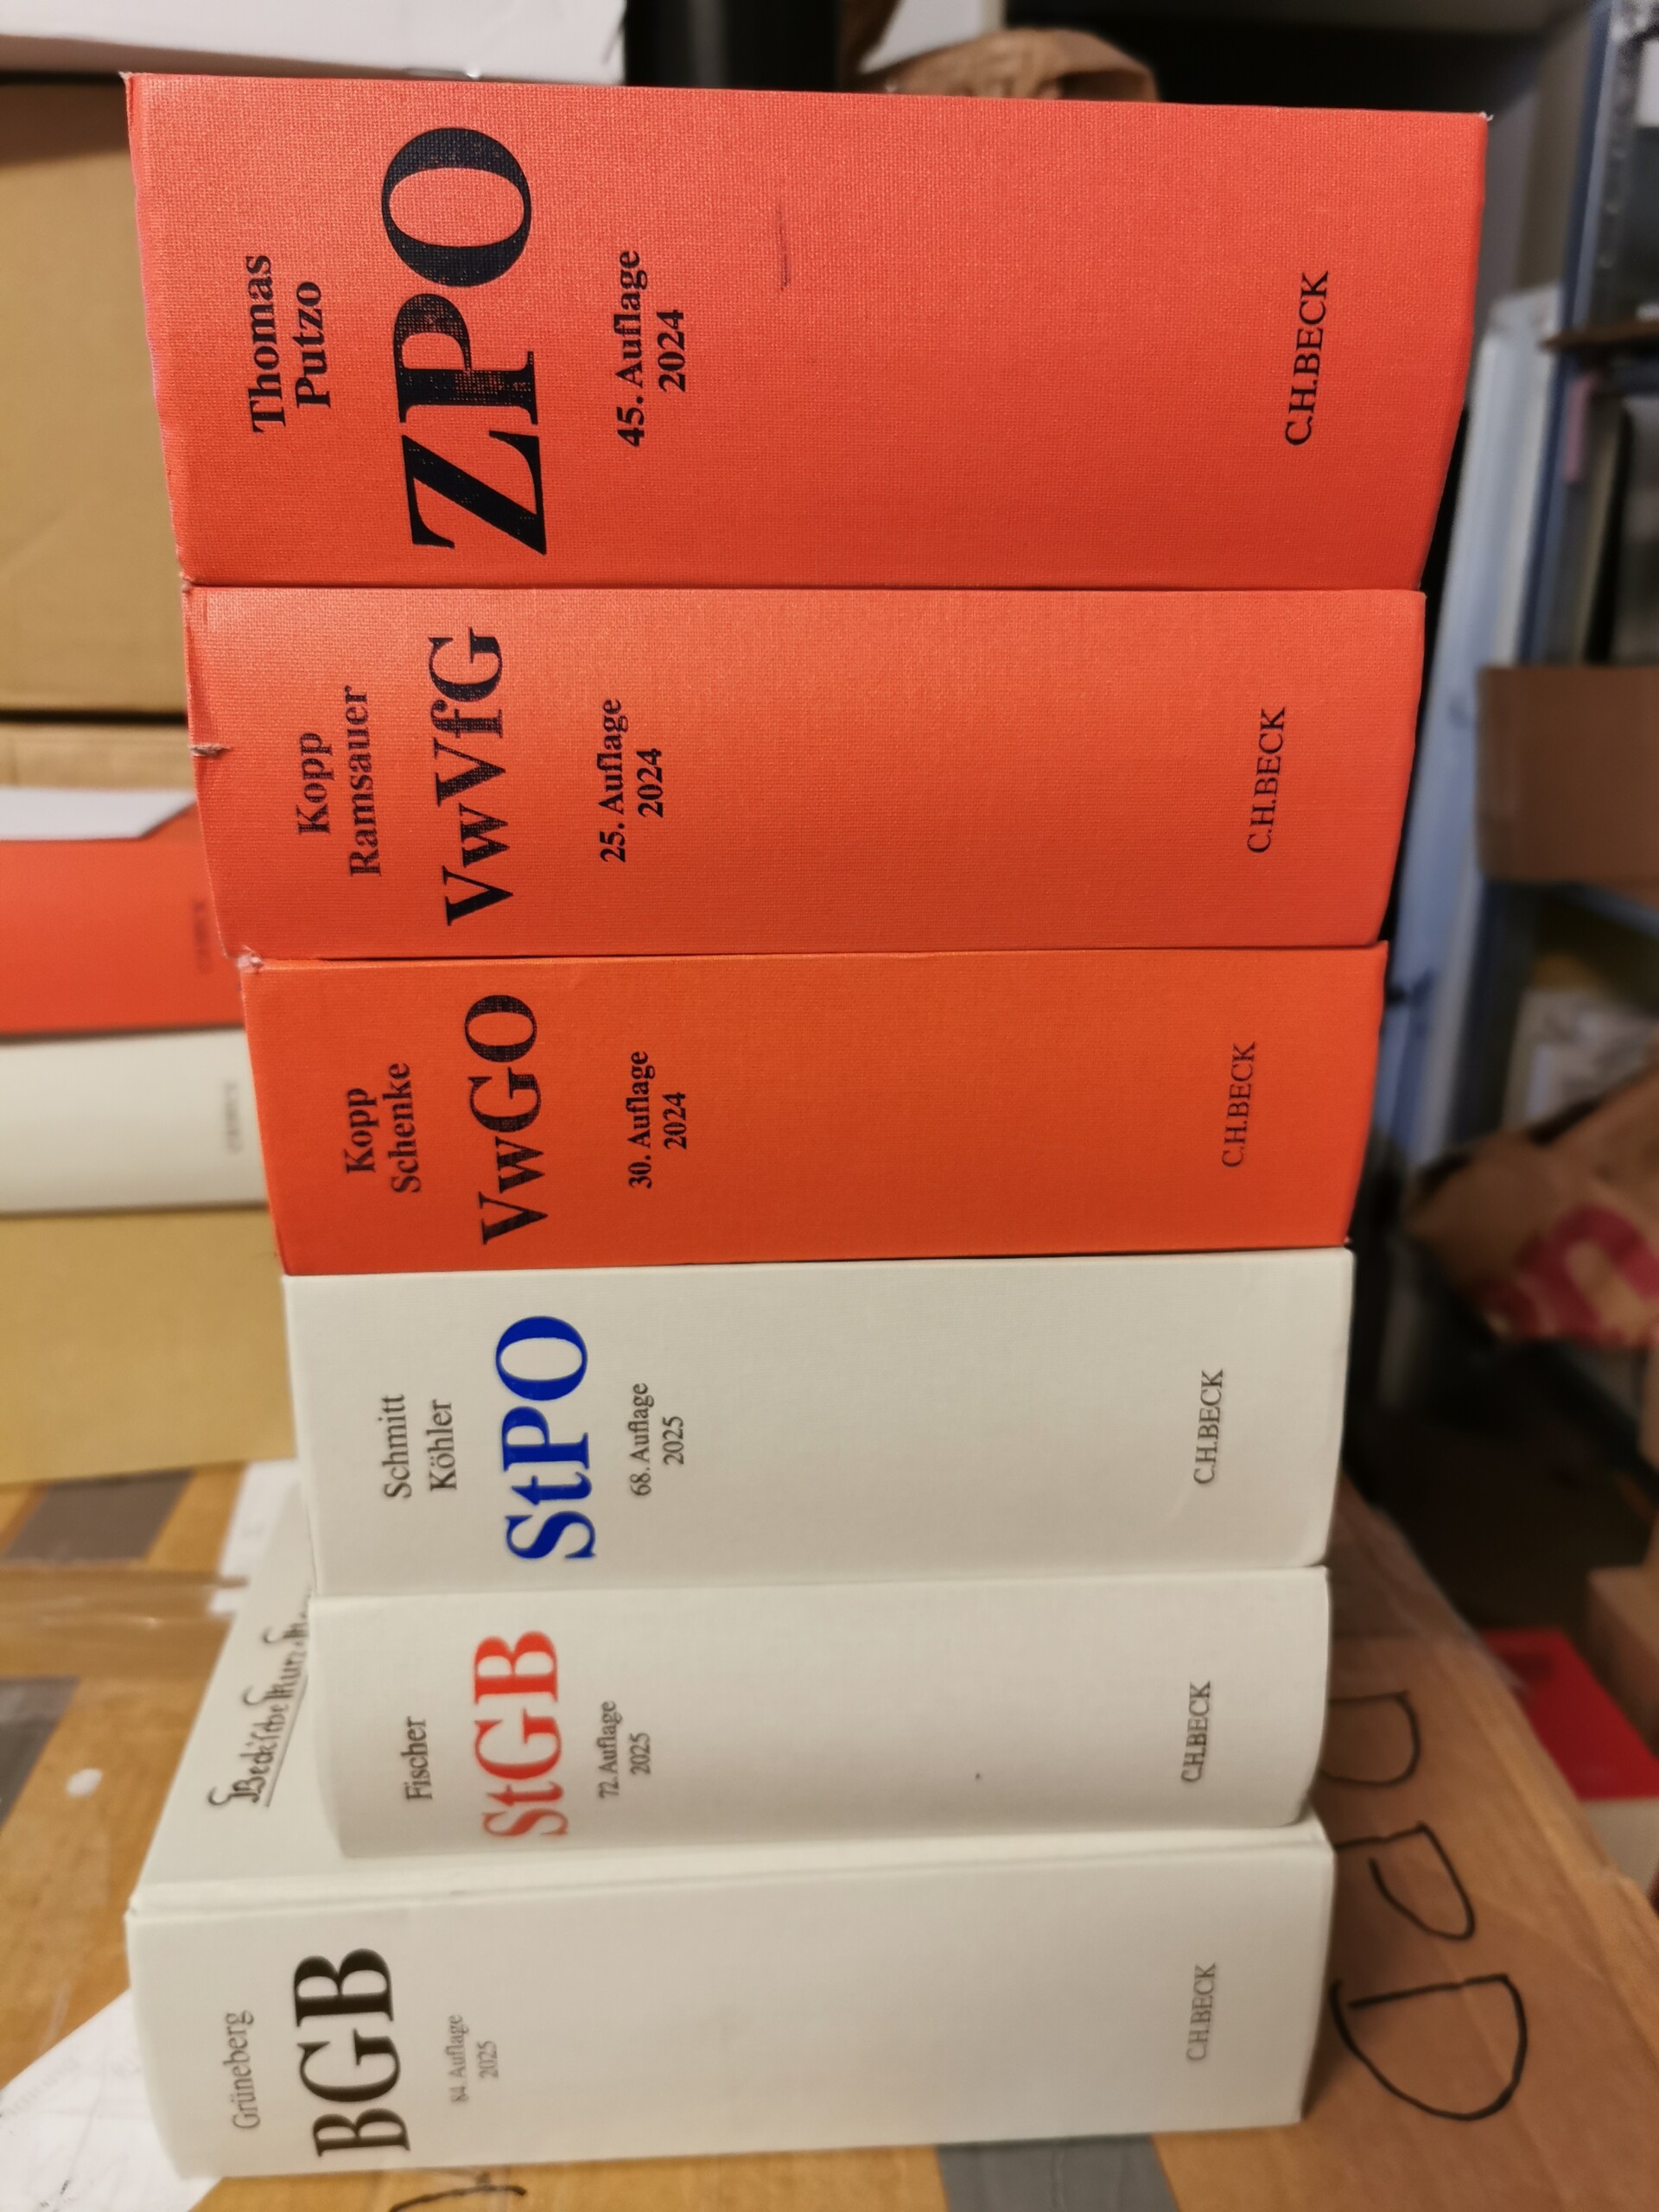 Thomas
Putzo
ZPO
45. Auflage
2024
C.H.BECK
Kopp
Ramsauer
VwVfG
25. Auflage
2024
C.H.BECK
Kopp
Schenke
VwGO
30. Auflage
2024
C.H.BECK
Schmitt
Köhler
StPO
68. Auflage
2025
C.H.BECK
Fischer
StGB
72. Auflage
2025
C.H.BECK
Grüneberg
BGB
84. Auflage
2025
C.H.BECK